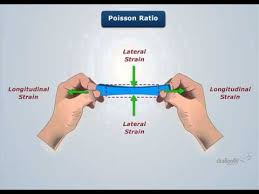 Poisson Ratio
Lateral
Strain
Longitudinal
Strain
Longitudinal
Strain
Lateral
Strain